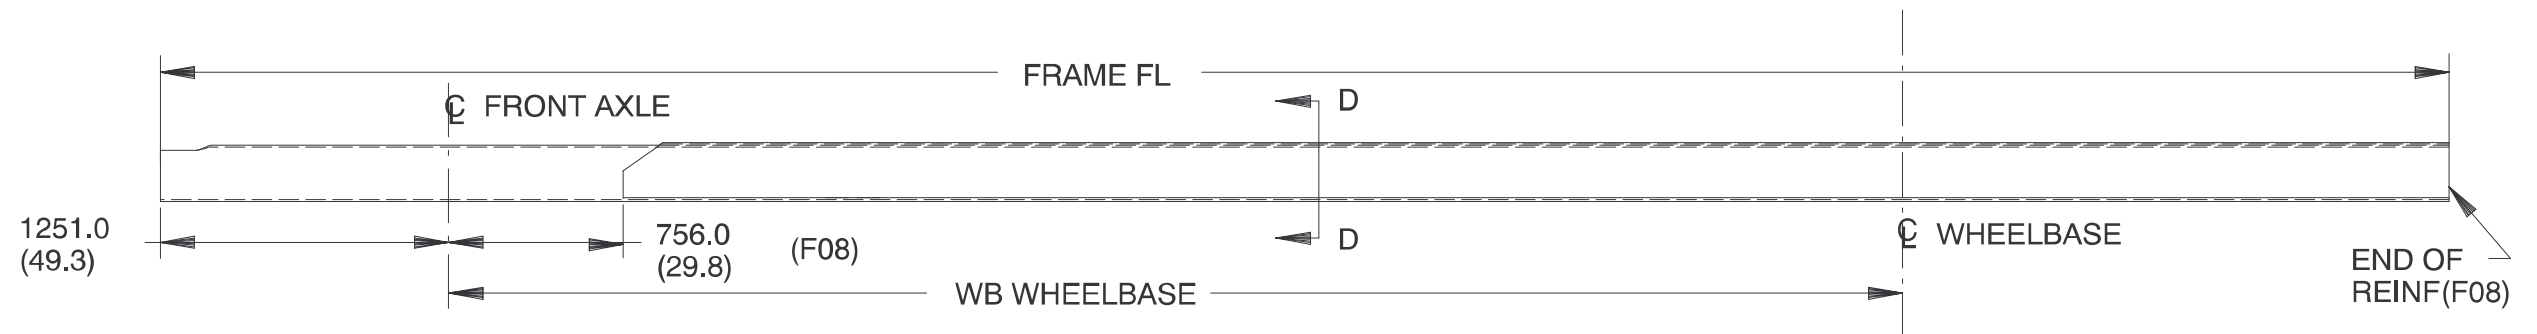 FRAME FL
℄ FRONT AXLE
D
1251.0
(49.3)
756.0
(29.8)
(F08)
D
℄ WHEELBASE
END OF
REINF(F08)
WB WHEELBASE